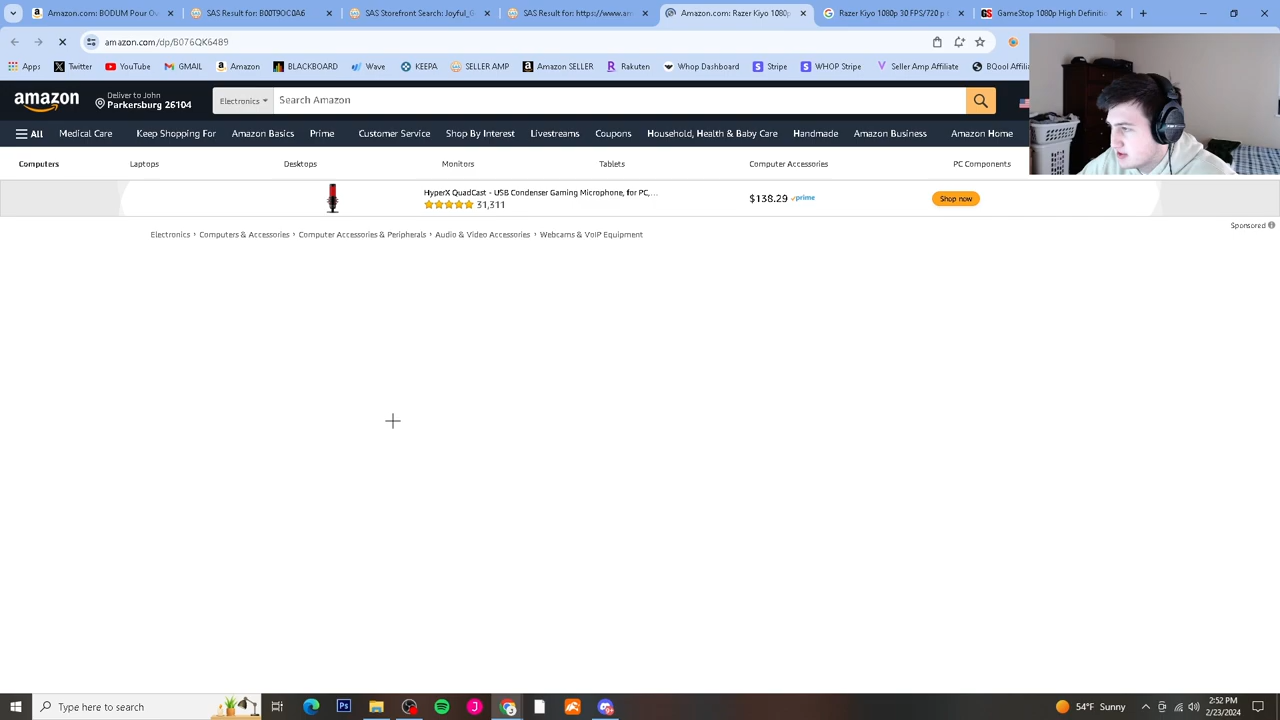 Amazon.com: BODUM Pour Ov
SAS Result for: B00T9OC0A6
SAS Storefront Search: Joyful_G
SAS Result for: https://www.am
Amazon.com: Razer Kiyo 1080p
Razer Kiyo 1080p 30 FPS/720 p
GameStop 1080p High Definiti
amazon.com/dp/B076QK6489
Apps Twitter YouTube GMAIL Amazon BLACKBOARD Wave KEEPA SELLER AMP Amazon SELLER Rakuten Whop Dashboard Stripe WHOP Stripe Seller Amp Affiliate BQool Affili
amazon
Deliver to John
Parkersburg 26104
Electronics
Search Amazon
All Medical Care Keep Shopping For Amazon Basics Prime Customer Service Shop By Interest Livestreams Coupons Household, Health & Baby Care Handmade Amazon Business Amazon Home
Computers Laptops Desktops Monitors Tablets Computer Accessories PC Components
HyperX QuadCast - USB Condenser Gaming Microphone, for PC,...
31,311
$138.29 prime
Shop now
Sponsored
Electronics › Computers & Accessories › Computer Accessories & Peripherals › Audio & Video Accessories › Webcams & VoIP Equipment
Type here to search
54°F Sunny
2:52 PM
2/23/2024